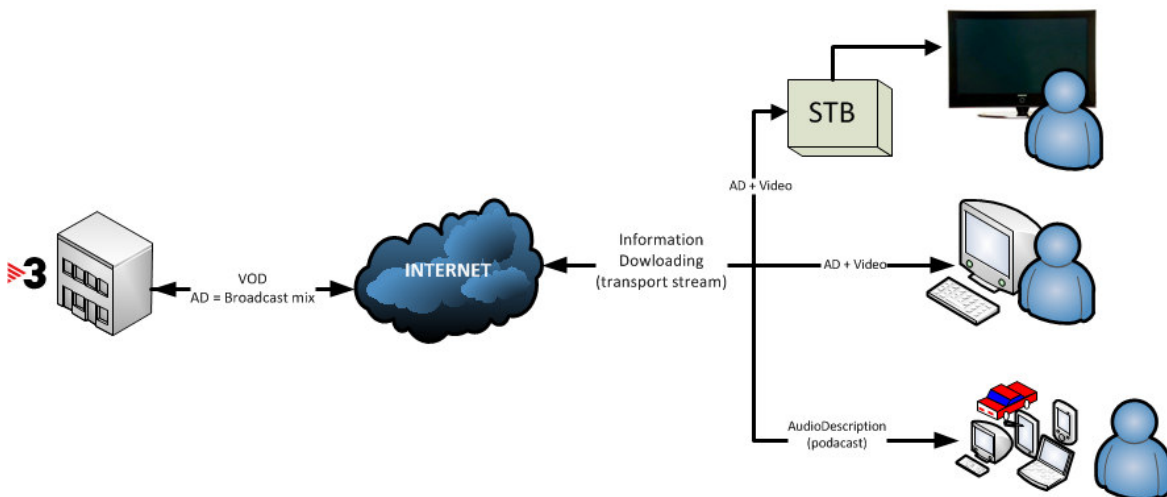 3
VOD
AD = Broadcast mix
INTERNET
Information
Dowloading
(transport stream)
AD + Video
STB
AD + Video
AudioDescription
(podacast)